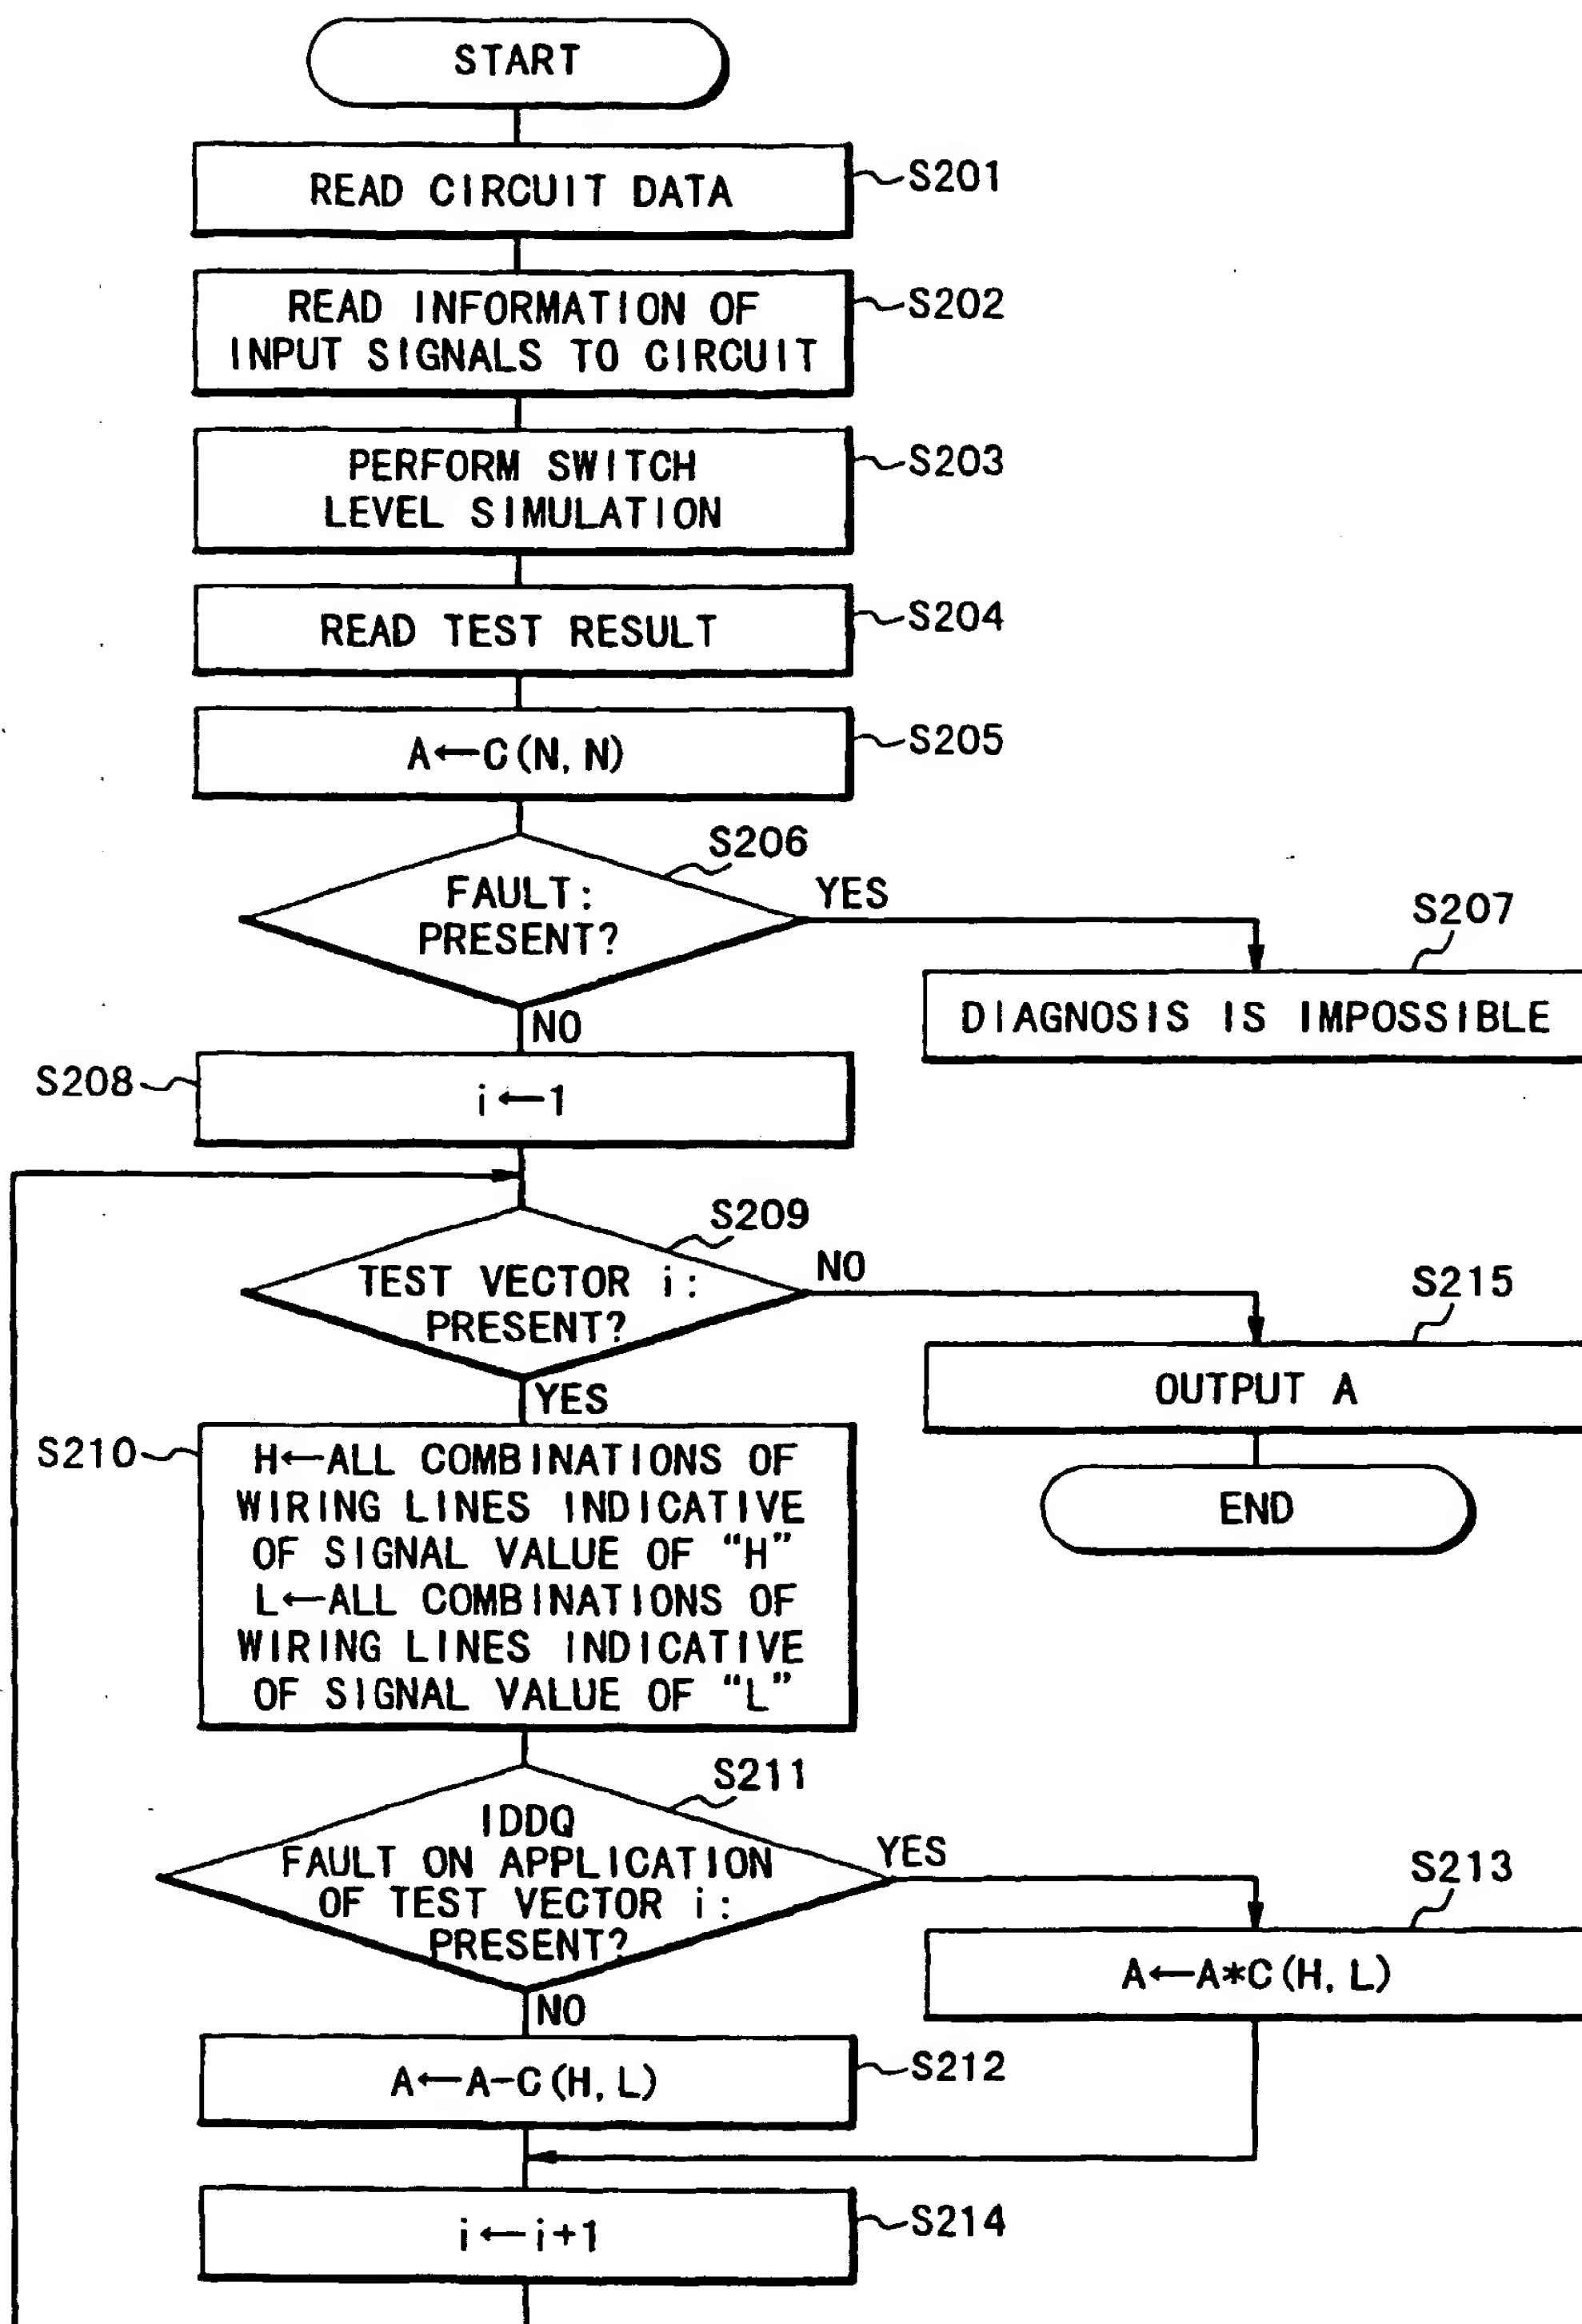 START
READ CIRCUIT DATA
S201
READ INFORMATION OF
INPUT SIGNALS TO CIRCUIT
S202
PERFORM SWITCH
LEVEL SIMULATION
S203
READ TEST RESULT
S204
A←C(N, N)
S205
S206
FAULT:
PRESENT?
YES
S207
DIAGNOSIS IS IMPOSSIBLE
NO
S208
i←1
S209
TEST VECTOR i:
PRESENT?
NO
S215
OUTPUT A
END
YES
S210
H←ALL COMBINATIONS OF
WIRING LINES INDICATIVE
OF SIGNAL VALUE OF “H”
L←ALL COMBINATIONS OF
WIRING LINES INDICATIVE
OF SIGNAL VALUE OF “L”
S211
IDDQ
FAULT ON APPLICATION
OF TEST VECTOR i:
PRESENT?
YES
S213
A←A*C(H, L)
NO
A←A-C(H, L)
S212
i←i+1
S214